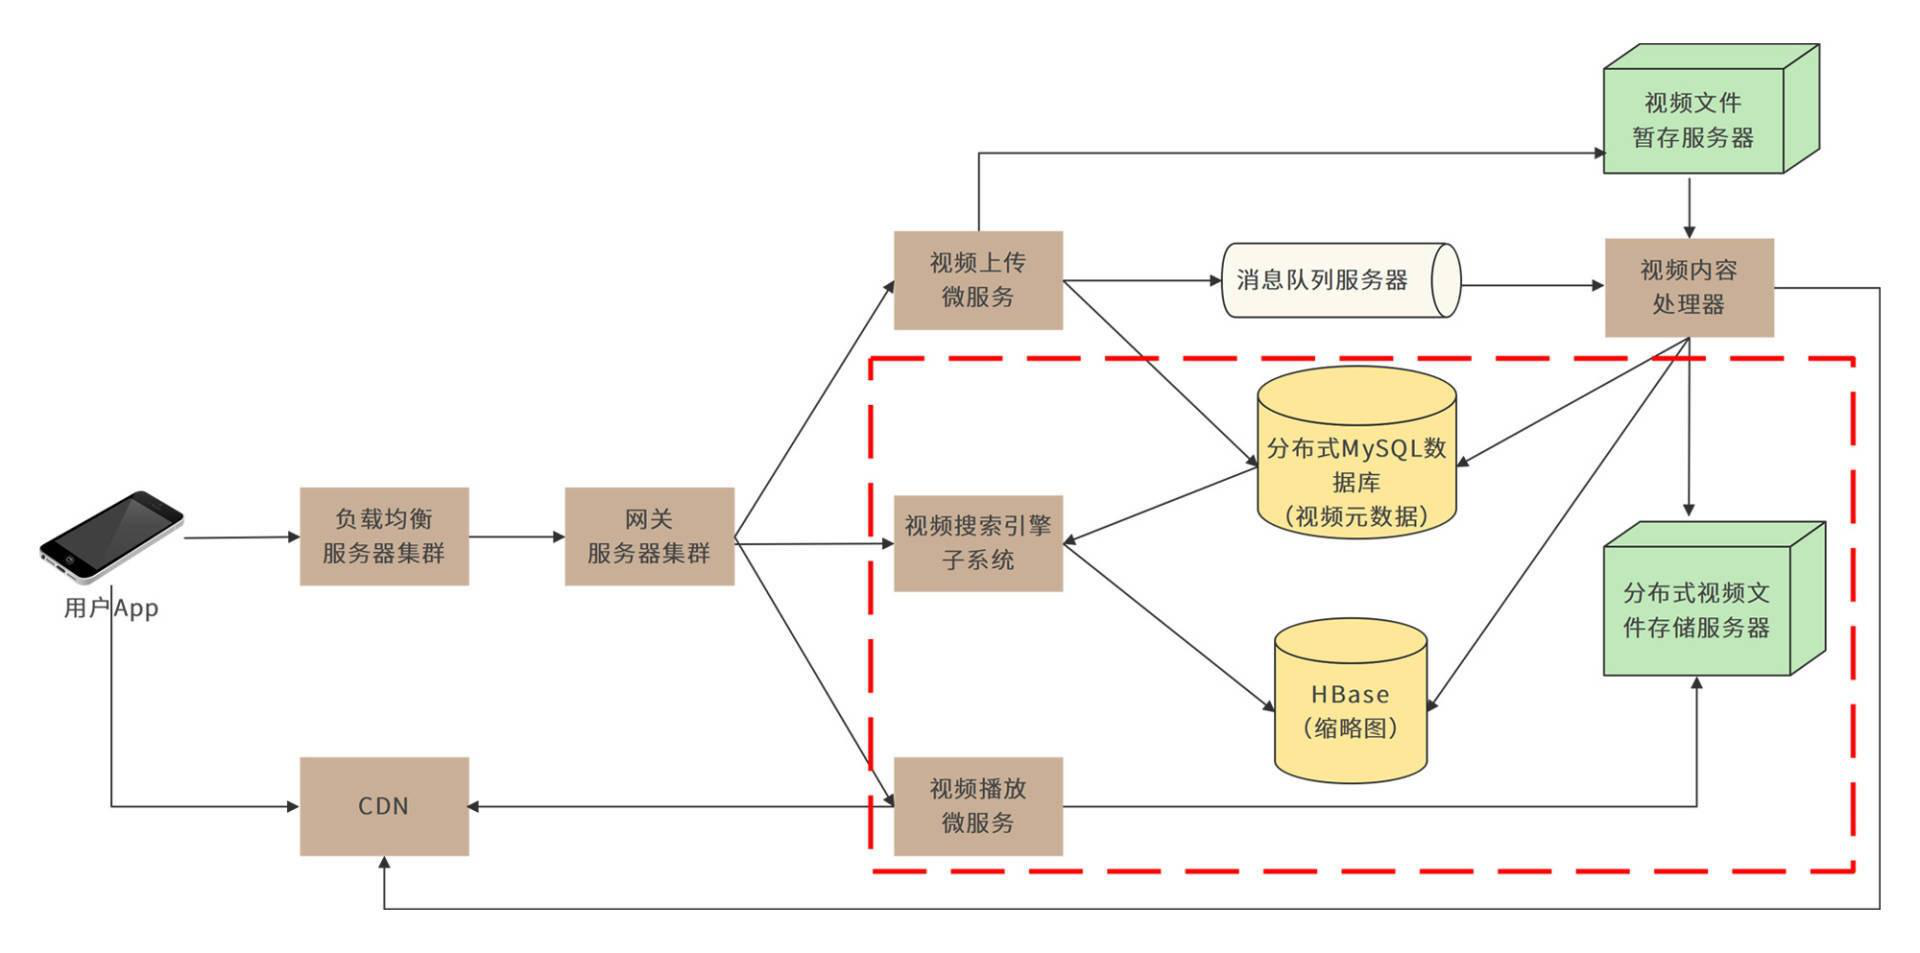 视频文件
暂存服务器
视频上传
微服务
消息队列服务器
视频内容
处理器
分布式MySQL数
据库
（视频元数据）
负载均衡
服务器集群
网关
服务器集群
视频搜索引擎
子系统
用户App
分布式视频文
件存储服务器
HBase
（缩略图）
CDN
视频播放
微服务